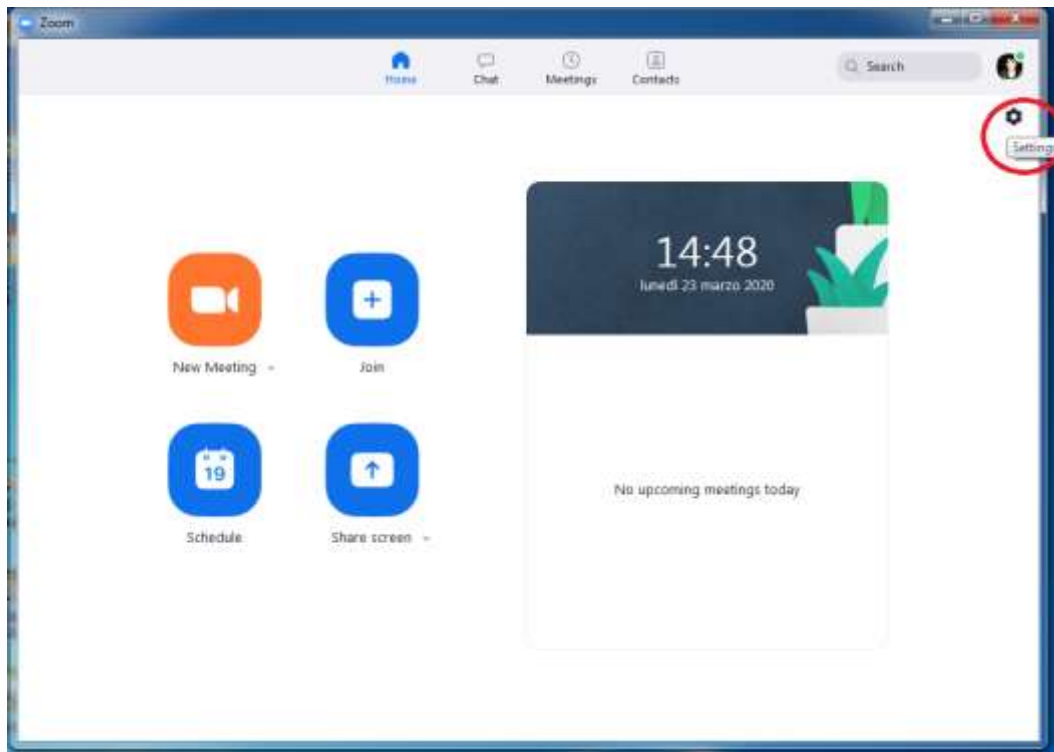 Zoom
Home
Chat
Meetings
Contacts
Search
Settings
14:48
lunedì 23 marzo 2020
New Meeting
Join
19
Schedule
Share screen
No upcoming meetings today